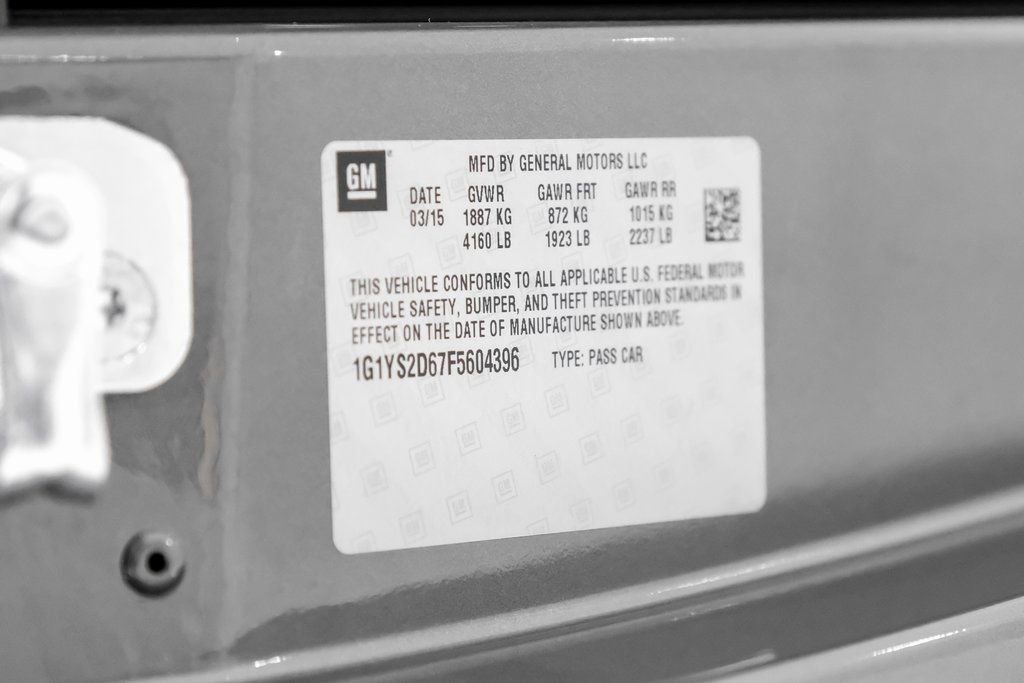 GM
MFD BY GENERAL MOTORS LLC
DATE GVWR GAWR FRT GAWR RR
03/15 1887 KG 872 KG 1015 KG
4160 LB 1923 LB 2237 LB
THIS VEHICLE CONFORMS TO ALL APPLICABLE U.S. FEDERAL MOTOR
VEHICLE SAFETY, BUMPER, AND THEFT PREVENTION STANDARDS IN
EFFECT ON THE DATE OF MANUFACTURE SHOWN ABOVE.
1G1YS2D67F5604396 TYPE: PASS CAR